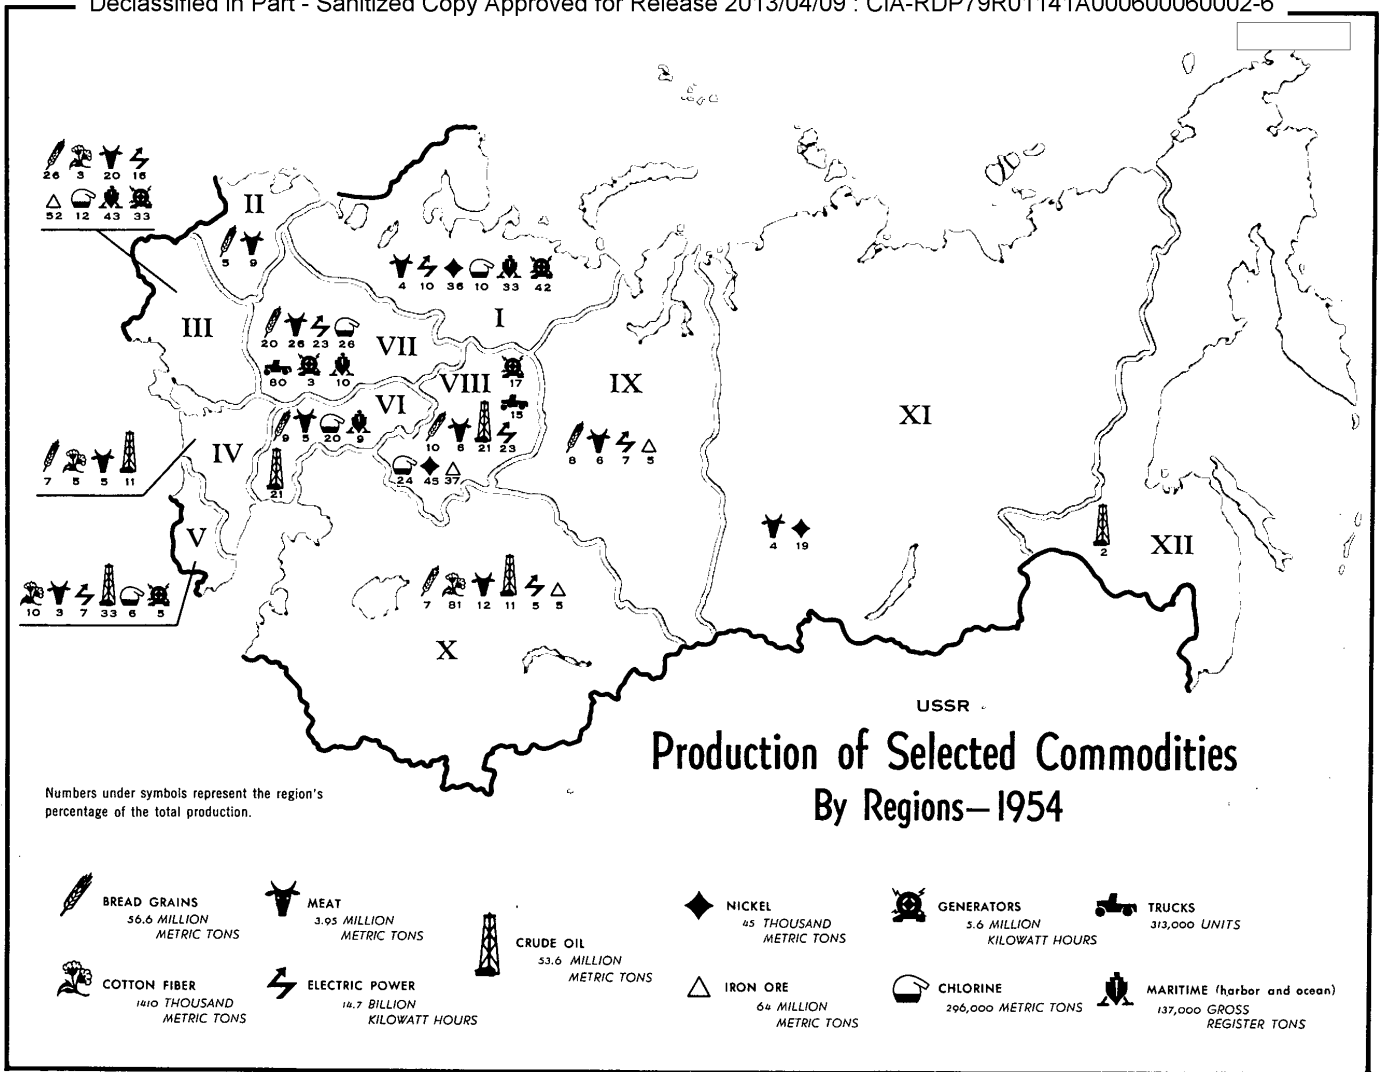 Declassified in Part - Sanitized Copy Approved for Release 2013/04/09 : CIA-RDP79R01141A000600060002-6
26 3 20 16
52 12 43 33
II
5 9
4 10 36 10 33 42
I
III
20 26 23 26
VII
80 3 10
VIII
17
15
IX
XI
VI
9 5 20 9
10 6 21 23
8 6 7 5
IV
7 5 5 11
24 45 37
21
4 19
2
XII
V
10 3 7 33 6 5
7 81 12 11 5 5
X
USSR
Production of Selected Commodities
By Regions—1954
Numbers under symbols represent the region's
percentage of the total production.
BREAD GRAINS
56.6 MILLION
METRIC TONS
MEAT
3.95 MILLION
METRIC TONS
CRUDE OIL
53.6 MILLION
METRIC TONS
NICKEL
45 THOUSAND
METRIC TONS
GENERATORS
5.6 MILLION
KILOWATT HOURS
TRUCKS
313,000 UNITS
COTTON FIBER
1410 THOUSAND
METRIC TONS
ELECTRIC POWER
14.7 BILLION
KILOWATT HOURS
IRON ORE
64 MILLION
METRIC TONS
CHLORINE
296,000 METRIC TONS
MARITIME (harbor and ocean)
137,000 GROSS
REGISTER TONS